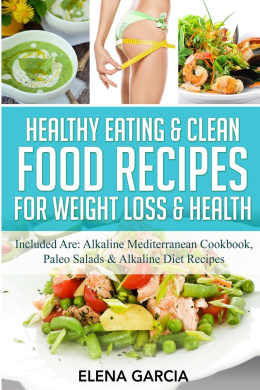 HEALTHY EATING & CLEAN
FOOD RECIPES
FOR WEIGHT LOSS & HEALTH
Included Are: Alkaline Mediterranean Cookbook,
Paleo Salads & Alkaline Diet Recipes
ELENA GARCIA